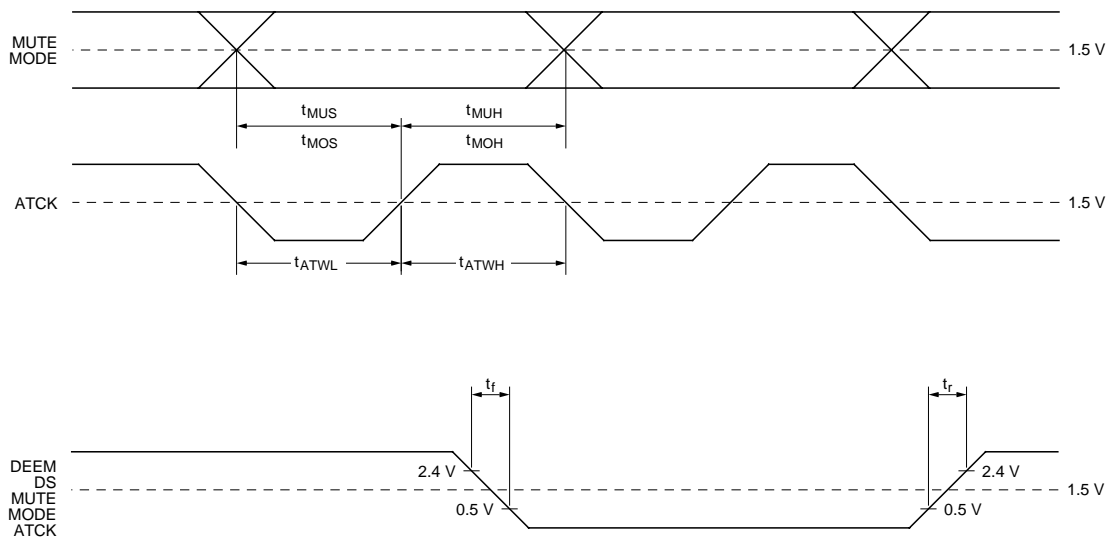 MUTE
MODE
1.5 V
tMUS
tMUH
tMOS
tMOH
ATCK
1.5 V
tATWL
tATWH
tf
tr
DEEM
DS
MUTE
MODE
ATCK
2.4 V
2.4 V
1.5 V
0.5 V
0.5 V